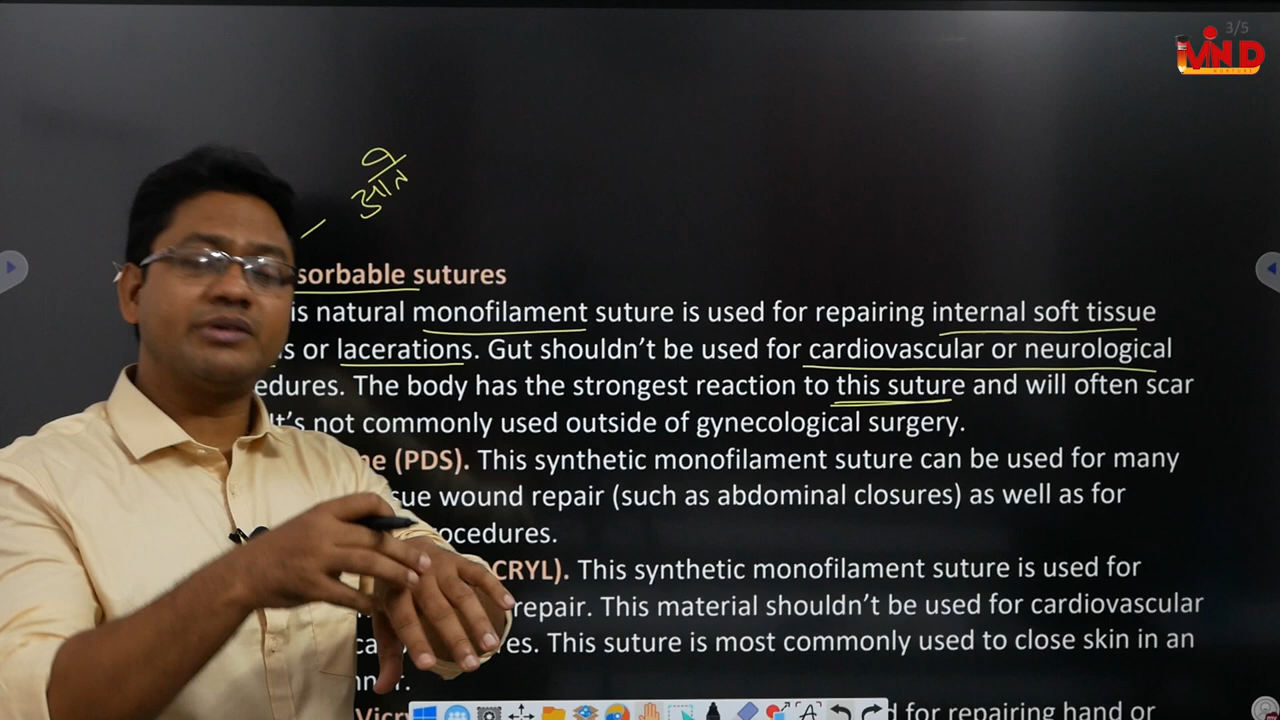 3/5
MIND
आंत
sorbable sutures
is natural monofilament suture is used for repairing internal soft tissue
s or lacerations. Gut shouldn’t be used for cardiovascular or neurological
edures. The body has the strongest reaction to this suture and will often scar
It’s not commonly used outside of gynecological surgery.
ne (PDS). This synthetic monofilament suture can be used for many
sue wound repair (such as abdominal closures) as well as for
ocedures.
CRYL). This synthetic monofilament suture is used for
repair. This material shouldn’t be used for cardiovascular
res. This suture is most commonly used to close skin in an
r.
Vicry
d for repairing hand or